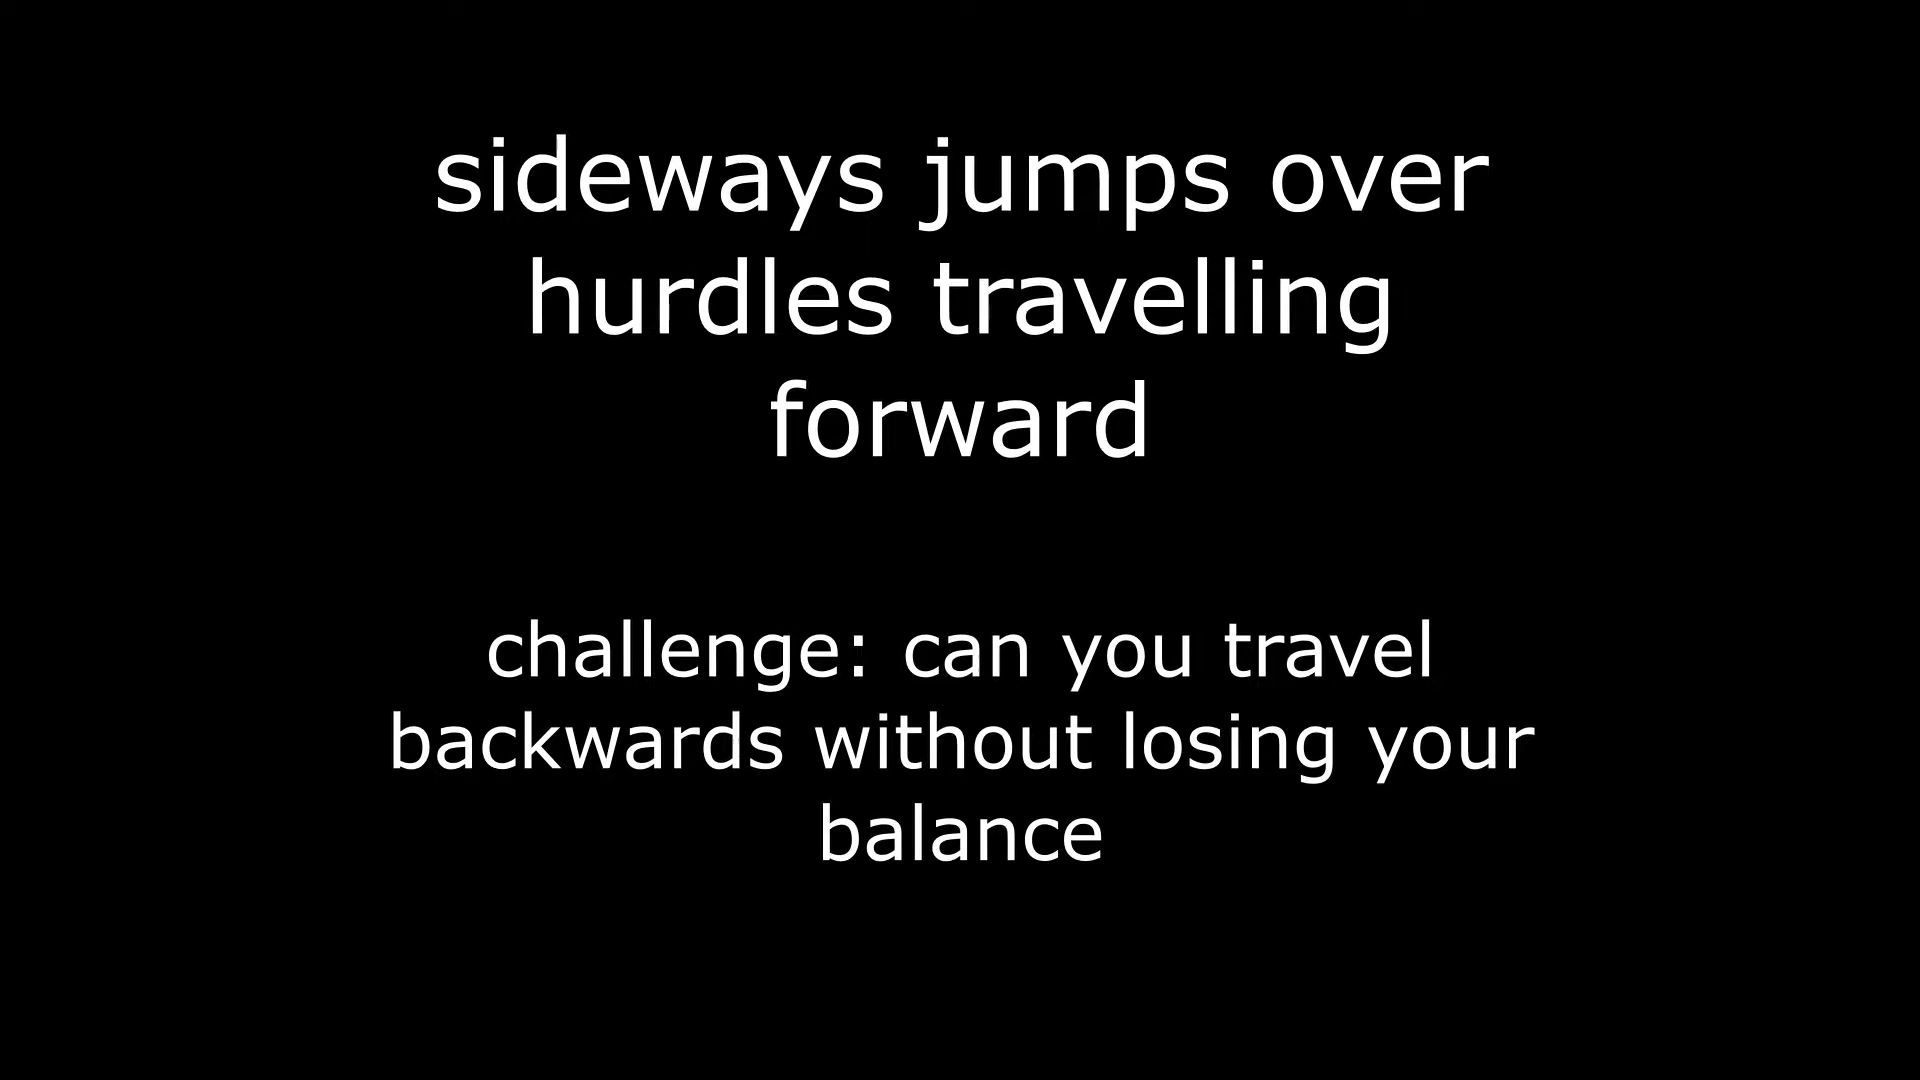 sideways jumps over
hurdles travelling
forward
challenge: can you travel
backwards without losing your
balance